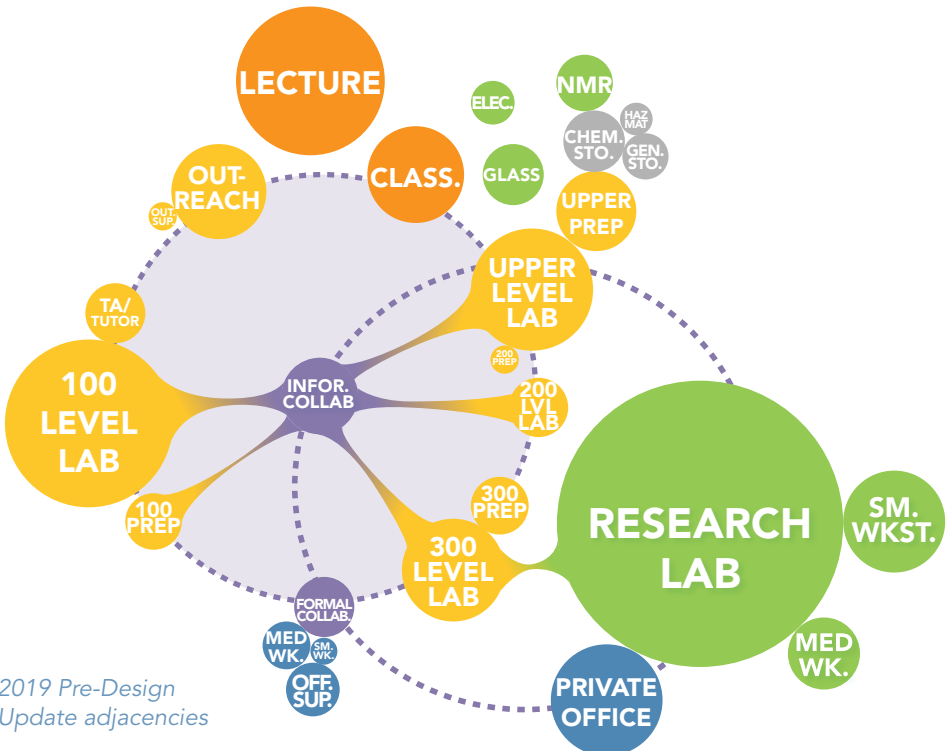 LECTURE
ELEC.
NMR
HAZ
MAT
CHEM.
STO.
GEN.
STO.
OUT-
REACH
CLASS.
GLASS
OUT.
SUP.
UPPER
PREP
UPPER
LEVEL
LAB
TA/
TUTOR
200
PREP
100
LEVEL
LAB
INFOR.
COLLAB
200
LVL
LAB
100
PREP
300
PREP
RESEARCH
LAB
SM.
WKST.
300
LEVEL
LAB
FORMAL
COLLAB.
MED
WK.
SM.
WK.
OFF.
SUP.
MED
WK.
PRIVATE
OFFICE
2019 Pre-Design
Update adjacencies